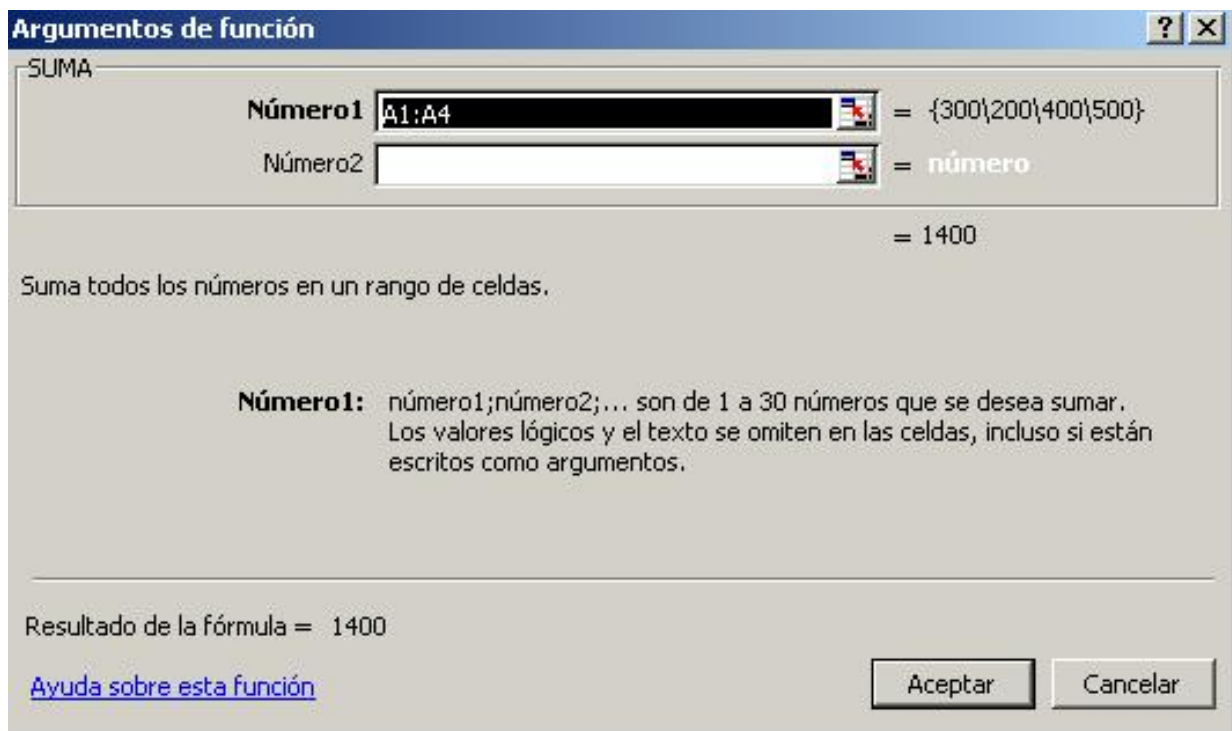 Argumentos de función
SUMA
Número1 A1:A4 = {300\200\400\500}
Número2 = número
= 1400
Suma todos los números en un rango de celdas.
Número1: número1;número2;... son de 1 a 30 números que se desea sumar.
Los valores lógicos y el texto se omiten en las celdas, incluso si están
escritos como argumentos.
Resultado de la fórmula = 1400
Ayuda sobre esta función
Aceptar Cancelar